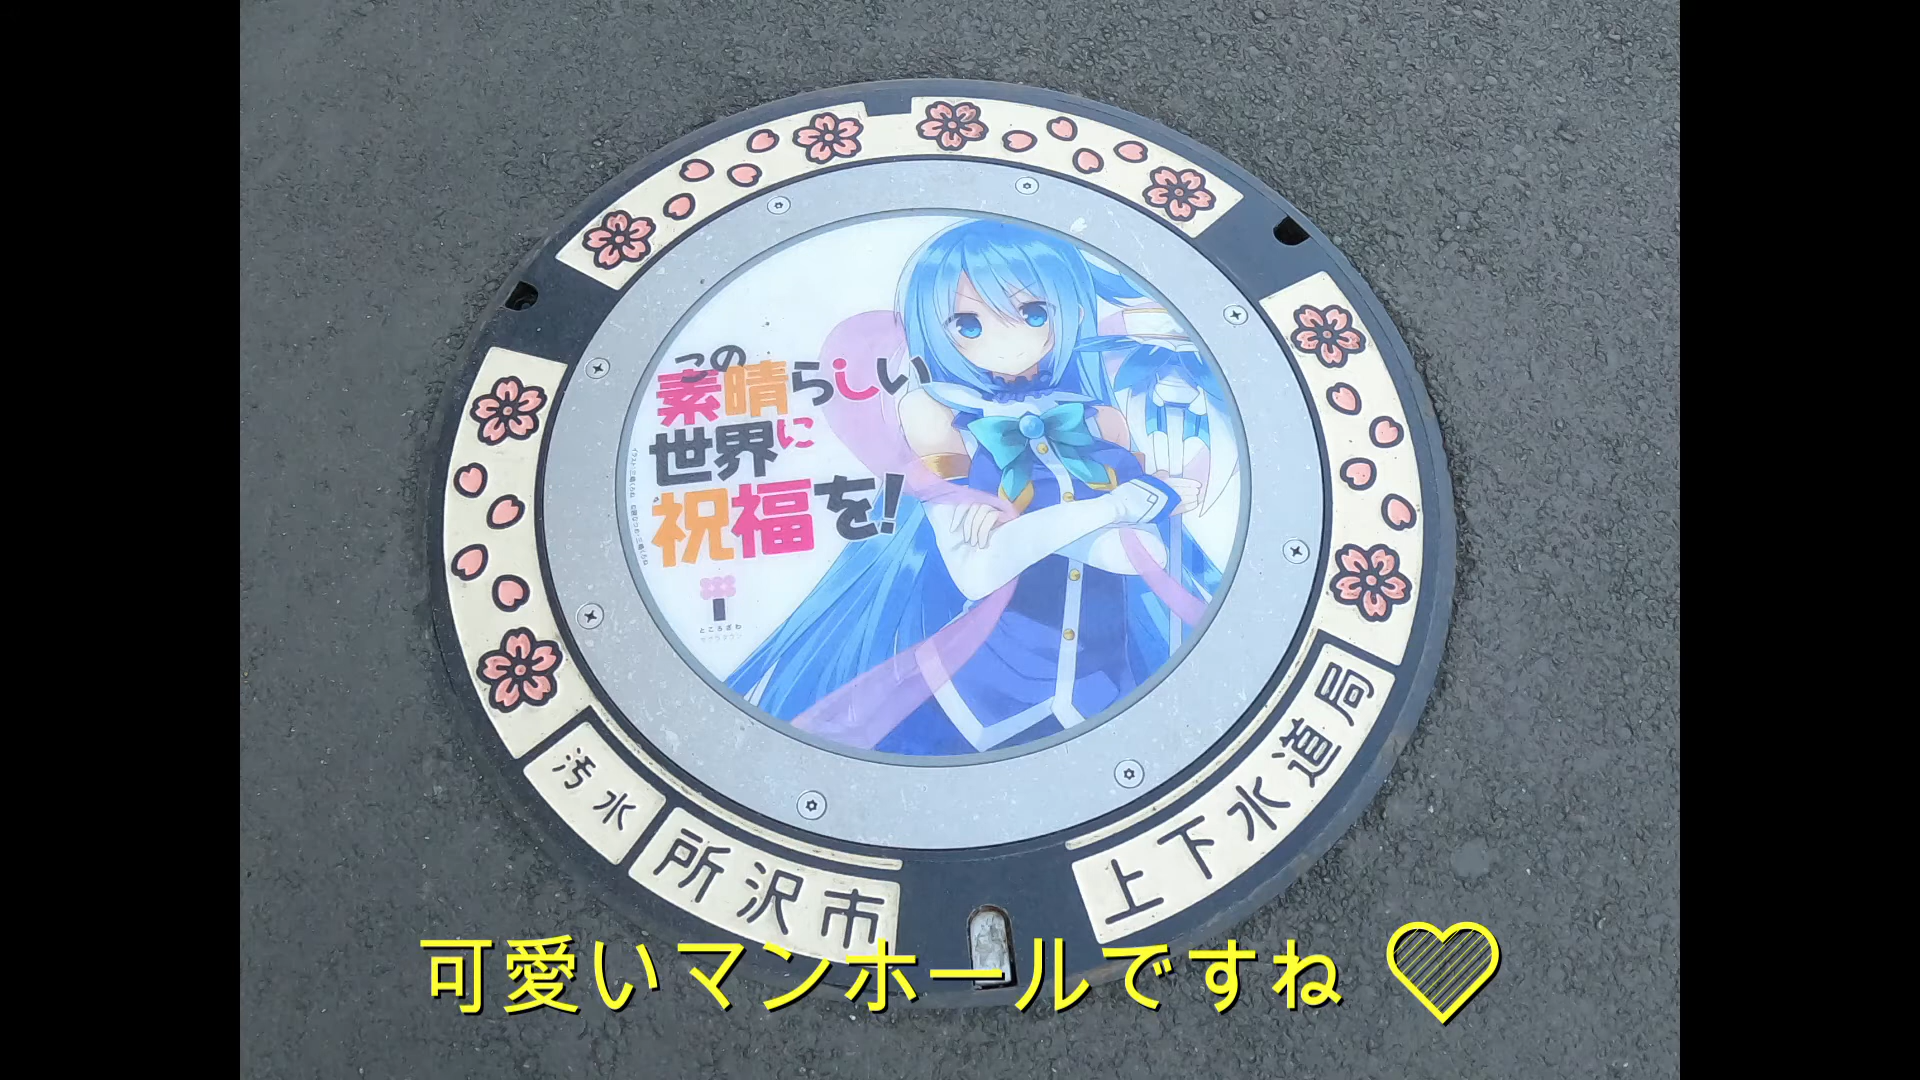 この
素晴らしい
世界に
祝福を!
ところざわ
汚水
所沢市
上下水道局
可愛いマンホールですね ♡